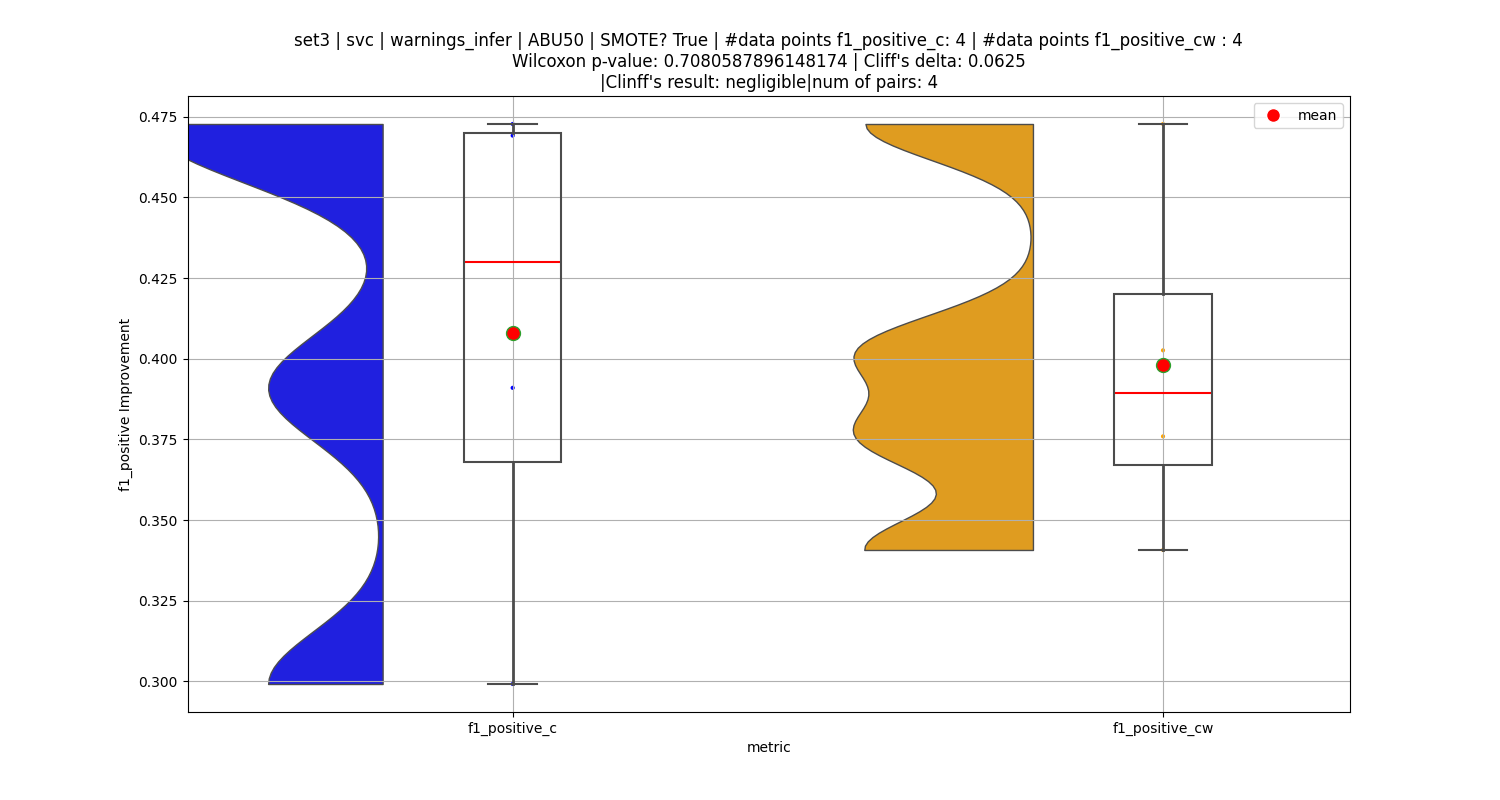 set3 | svc | warnings_infer | ABU50 | SMOTE? True | #data points f1_positive_c: 4 | #data points f1_positive_cw : 4
Wilcoxon p-value: 0.7080587896148174 | Cliff's delta: 0.0625
|Clinff's result: negligible|num of pairs: 4
mean
f1_positive Improvement
0.475
0.450
0.425
0.400
0.375
0.350
0.325
0.300
f1_positive_c
f1_positive_cw
metric